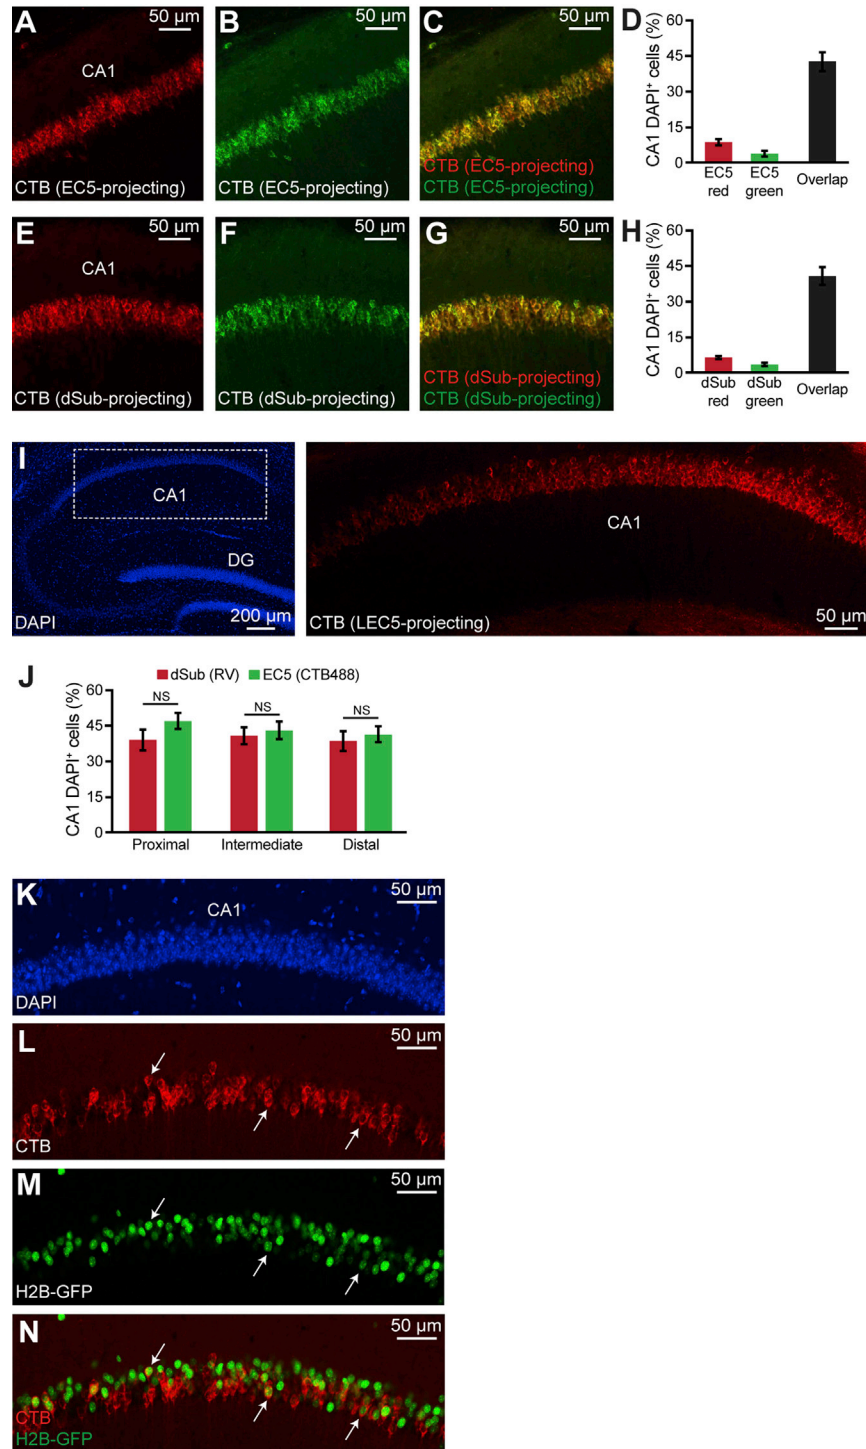 A
50 µm
CA1
CTB (EC5-projecting)
B
50 µm
CTB (EC5-projecting)
C
50 µm
CTB (EC5-projecting)
CTB (EC5-projecting)
D
CA1 DAPI⁺ cells (%)
60
45
30
15
0
EC5
red
EC5
green
Overlap
E
50 µm
CA1
CTB (dSub-projecting)
F
50 µm
CTB (dSub-projecting)
G
50 µm
CTB (dSub-projecting)
CTB (dSub-projecting)
H
CA1 DAPI⁺ cells (%)
60
45
30
15
0
dSub
red
dSub
green
Overlap
I
CA1
DG
DAPI
200 µm
CA1
CTB (LEC5-projecting)
50 µm
J
dSub (RV) EC5 (CTB488)
CA1 DAPI⁺ cells (%)
60
45
30
15
0
NS
NS
NS
Proximal Intermediate Distal
K
50 µm
CA1
DAPI
L
50 µm
CTB
M
50 µm
H2B-GFP
N
50 µm
CTB
H2B-GFP